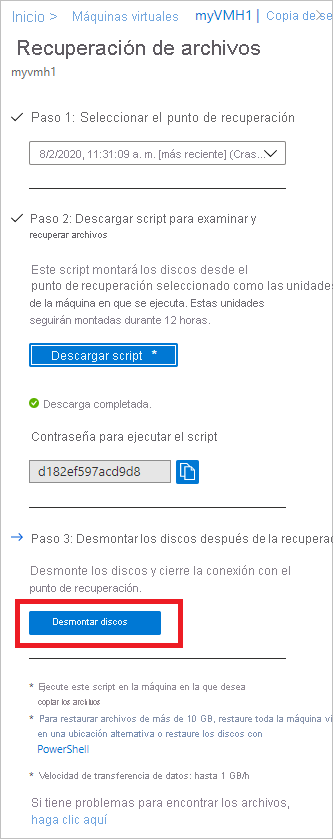 Inicio > Máquinas virtuales myVMH1 | Copia de se
Recuperación de archivos
myvmh1
Paso 1: Seleccionar el punto de recuperación
8/2/2020, 11:31:09 a. m. [más reciente] (Cras...
Paso 2: Descargar script para examinar y
recuperar archivos
Este script montará los discos desde el
punto de recuperación seleccionado como las unidades
de la máquina en que se ejecuta. Estas unidades
seguirán montadas durante 12 horas.
Descargar script *
Descarga completada.
Contraseña para ejecutar el script
d182ef597acd9d8
Paso 3: Desmontar los discos después de la recupera
Desmonte los discos y cierre la conexión con el
punto de recuperación.
Desmontar discos
* Ejecute este script en la máquina en la que desea
copiar los archivos
* Para restaurar archivos de más de 10 GB, restaure toda la máquina vi
en una ubicación alternativa o restaure los discos con
PowerShell
* Velocidad de transferencia de datos: hasta 1 GB/h
Si tiene problemas para encontrar los archivos,
haga clic aquí